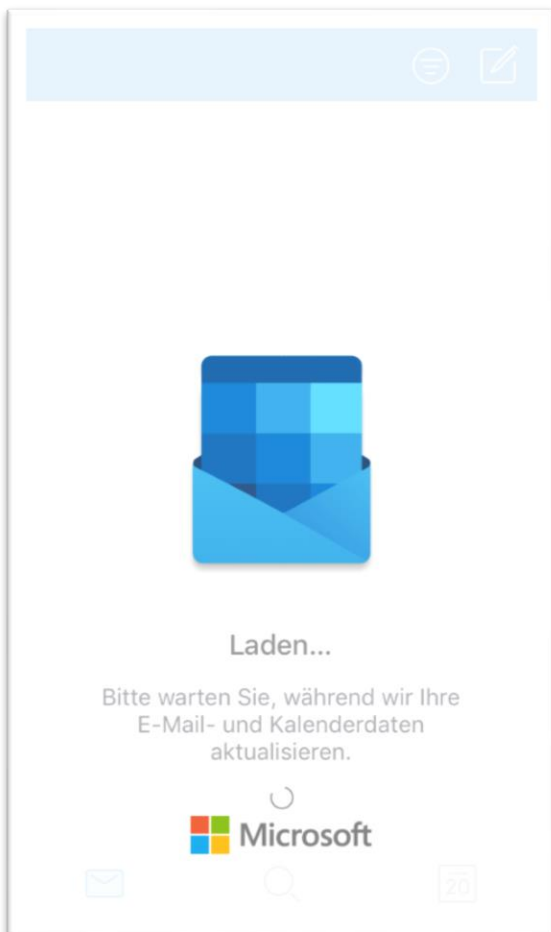 Laden...
Bitte warten Sie, während wir Ihre
E-Mail- und Kalenderdaten
aktualisieren.
Microsoft
20